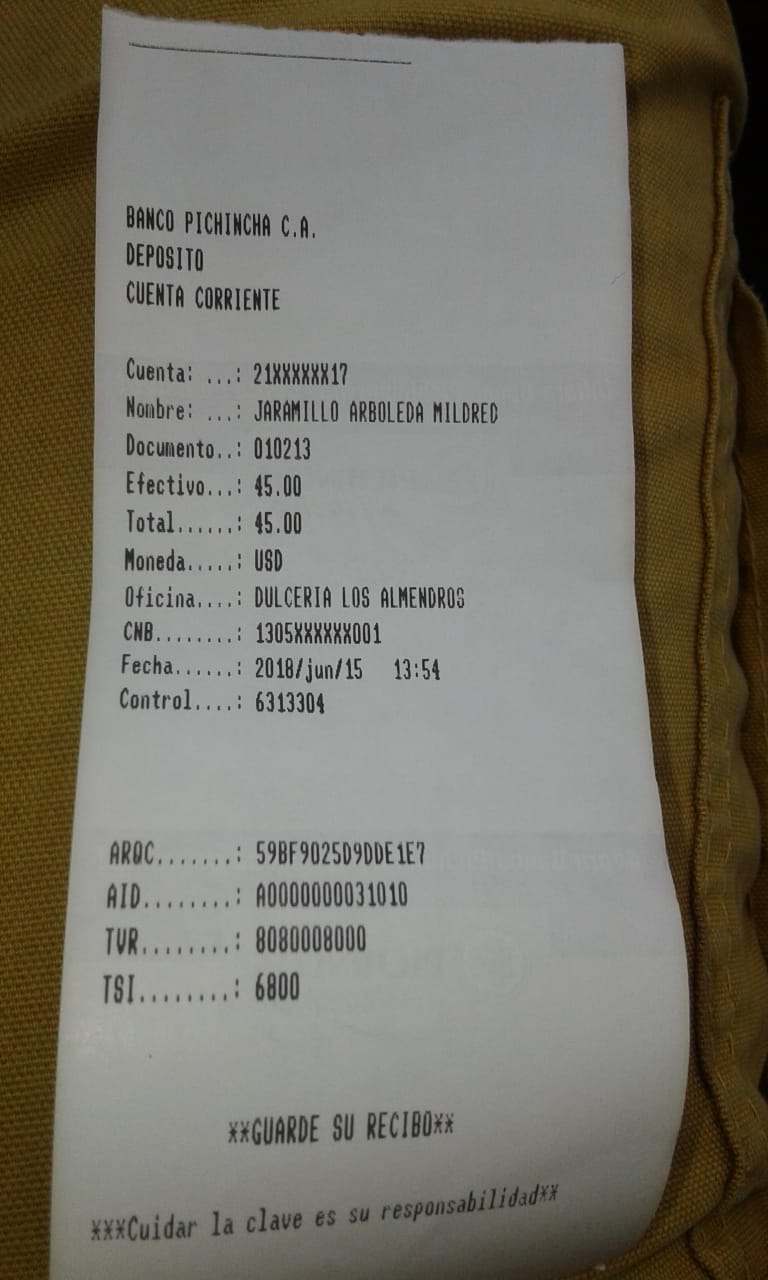 BANCO PICHINCHA C.A.
DEPOSITO
CUENTA CORRIENTE
Cuenta: ...: 21XXXXXX17
Nombre: ...: JARAMILLO ARBOLEDA MILDRED
Documento..: 010213
Efectivo...: 45.00
Total......: 45.00
Moneda.....: USD
Oficina....: DULCERIA LOS ALMENDROS
CNB........: 1305XXXXXX001
Fecha......: 2018/jun/15 13:54
Control....: 6313304
ARQC.......: 59BF9025D9DDE1E7
AID........: A0000000031010
TVR........: 8080008000
TSI........: 6800
**GUARDE SU RECIBO**
***Cuidar la clave es su responsabilidad**